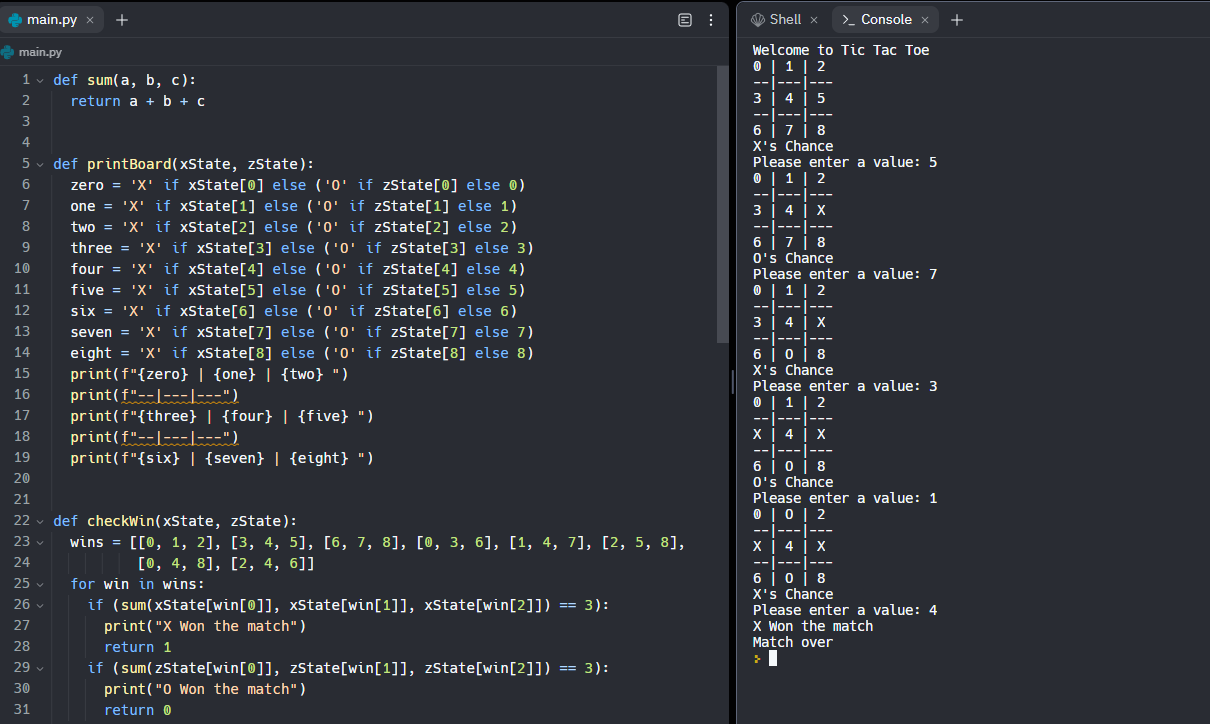 main.py
main.py
1 def sum(a, b, c):
2   return a + b + c
3
4
5 def printBoard(xState, zState):
6   zero = 'X' if xState[0] else ('O' if zState[0] else 0)
7   one = 'X' if xState[1] else ('O' if zState[1] else 1)
8   two = 'X' if xState[2] else ('O' if zState[2] else 2)
9   three = 'X' if xState[3] else ('O' if zState[3] else 3)
10   four = 'X' if xState[4] else ('O' if zState[4] else 4)
11   five = 'X' if xState[5] else ('O' if zState[5] else 5)
12   six = 'X' if xState[6] else ('O' if zState[6] else 6)
13   seven = 'X' if xState[7] else ('O' if zState[7] else 7)
14   eight = 'X' if xState[8] else ('O' if zState[8] else 8)
15   print(f"{zero} | {one} | {two} ")
16   print(f"--|---|---")
17   print(f"{three} | {four} | {five} ")
18   print(f"--|---|---")
19   print(f"{six} | {seven} | {eight} ")
20
21
22 def checkWin(xState, zState):
23   wins = [[0, 1, 2], [3, 4, 5], [6, 7, 8], [0, 3, 6], [1, 4, 7], [2, 5, 8],
24           [0, 4, 8], [2, 4, 6]]
25   for win in wins:
26     if (sum(xState[win[0]], xState[win[1]], xState[win[2]]) == 3):
27       print("X Won the match")
28       return 1
29     if (sum(zState[win[0]], zState[win[1]], zState[win[2]]) == 3):
30       print("O Won the match")
31       return 0
Shell
>_ Console
Welcome to Tic Tac Toe
0 | 1 | 2
--|---|---
3 | 4 | 5
--|---|---
6 | 7 | 8
X's Chance
Please enter a value: 5
0 | 1 | 2
--|---|---
3 | 4 | X
--|---|---
6 | 7 | 8
O's Chance
Please enter a value: 7
0 | 1 | 2
--|---|---
3 | 4 | X
--|---|---
6 | O | 8
X's Chance
Please enter a value: 3
0 | 1 | 2
--|---|---
X | 4 | X
--|---|---
6 | O | 8
O's Chance
Please enter a value: 1
0 | O | 2
--|---|---
X | 4 | X
--|---|---
6 | O | 8
X's Chance
Please enter a value: 4
X Won the match
Match over